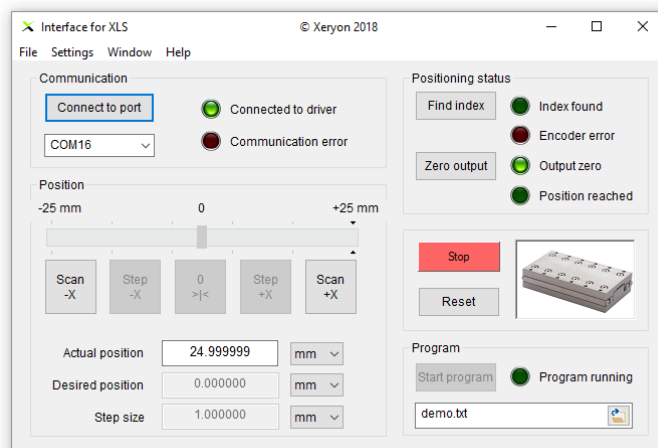 Interface for XLS © Xeryon 2018
File Settings Window Help
Communication
Connect to port
Connected to driver
COM16
Communication error
Positioning status
Find index
Index found
Encoder error
Zero output
Output zero
Position reached
Position
-25 mm 0 +25 mm
Scan
-X
Step
-X
0
>|<
Step
+X
Scan
+X
Actual position 24.999999 mm
Desired position 0.000000 mm
Step size 1.000000 mm
Stop
Reset
Program
Start program
Program running
demo.txt